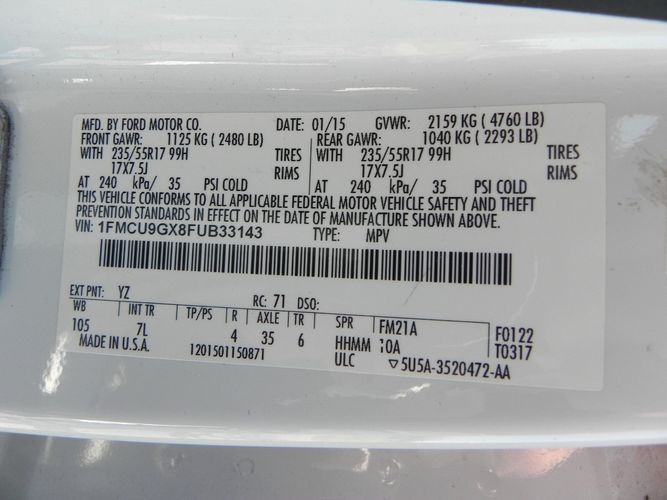 MFD. BY FORD MOTOR CO. DATE: 01/15 GVWR: 2159 KG ( 4760 LB)
FRONT GAWR: 1125 KG ( 2480 LB) REAR GAWR: 1040 KG ( 2293 LB)
WITH 235/55R17 99H TIRES WITH 235/55R17 99H TIRES
17X7.5J RIMS 17X7.5J RIMS
AT 240 kPa/ 35 PSI COLD AT 240 kPa/ 35 PSI COLD
THIS VEHICLE CONFORMS TO ALL APPLICABLE FEDERAL MOTOR VEHICLE SAFETY AND THEFT
PREVENTION STANDARDS IN EFFECT ON THE DATE OF MANUFACTURE SHOWN ABOVE.
VIN: 1FMCU9GX8FUB33143 TYPE: MPV
EXT PNT: YZ RC: 71 DSO:
WB INT TR TP/PS R AXLE TR SPR FM21A F0122
105 7L 4 35 6 HHMM 10A T0317
MADE IN U.S.A. 1201501150871 ULC ▽5U5A-3520472-AA